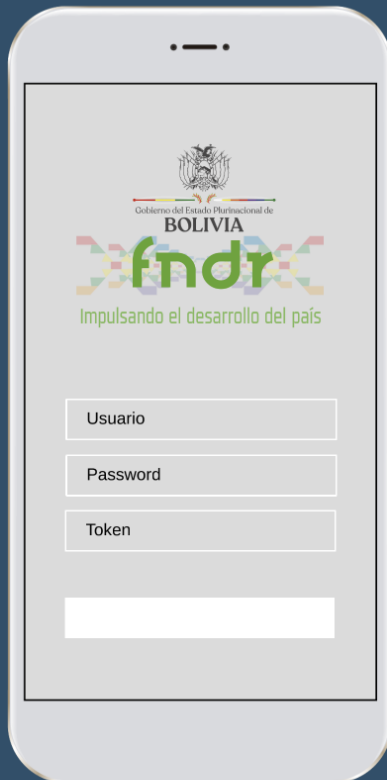 Gobierno del Estado Plurinacional de
BOLIVIA
fndr
Impulsando el desarrollo del país
Usuario
Password
Token